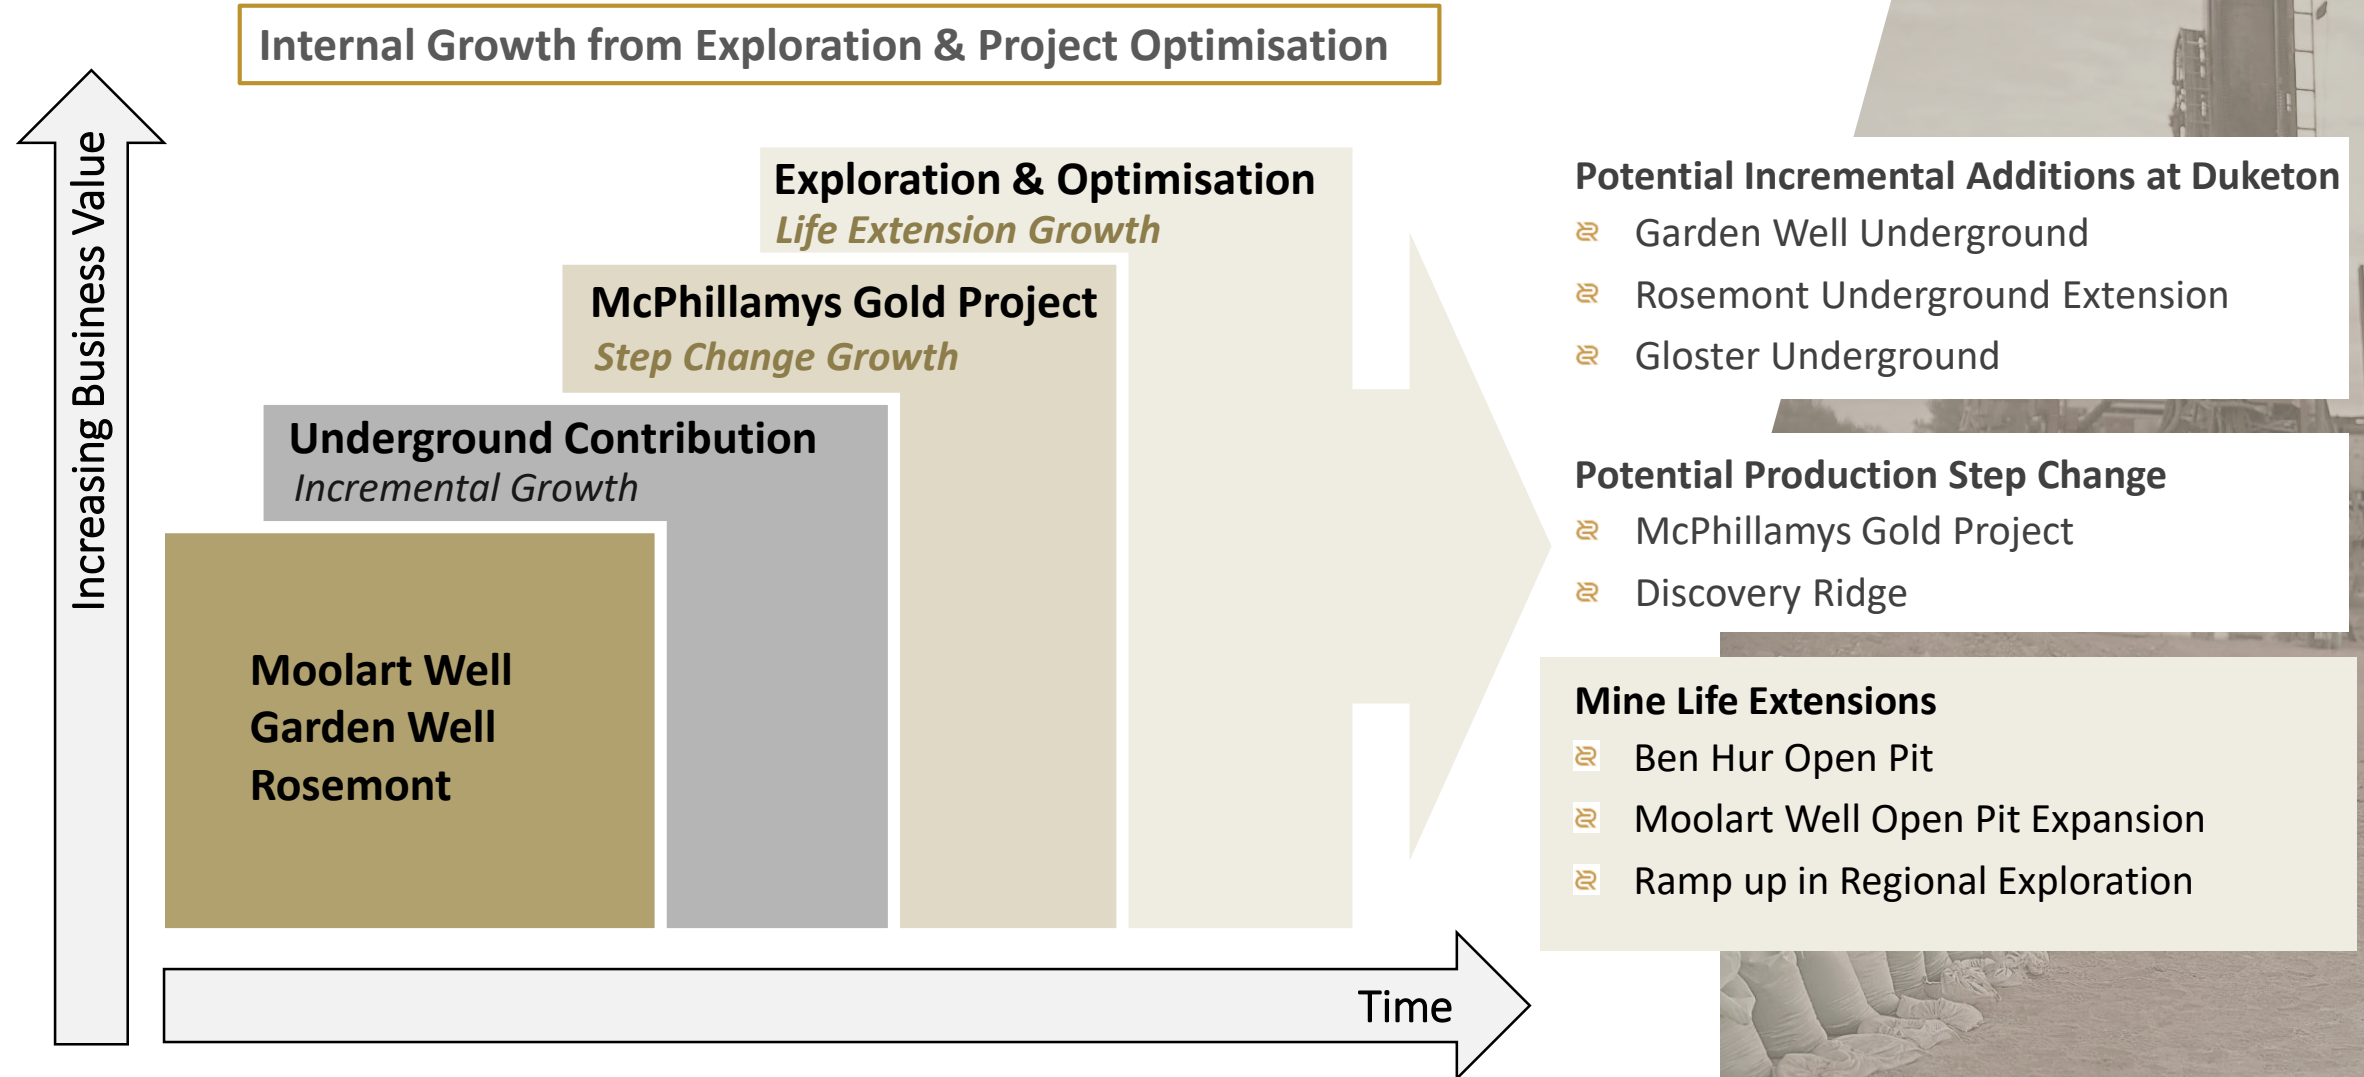 Internal Growth from Exploration & Project Optimisation
Increasing Business Value
Exploration & Optimisation
Life Extension Growth
McPhillamys Gold Project
Step Change Growth
Underground Contribution
Incremental Growth
Moolart Well
Garden Well
Rosemont
Time
Potential Incremental Additions at Duketon
Garden Well Underground
Rosemont Underground Extension
Gloster Underground
Potential Production Step Change
McPhillamys Gold Project
Discovery Ridge
Mine Life Extensions
Ben Hur Open Pit
Moolart Well Open Pit Expansion
Ramp up in Regional Exploration